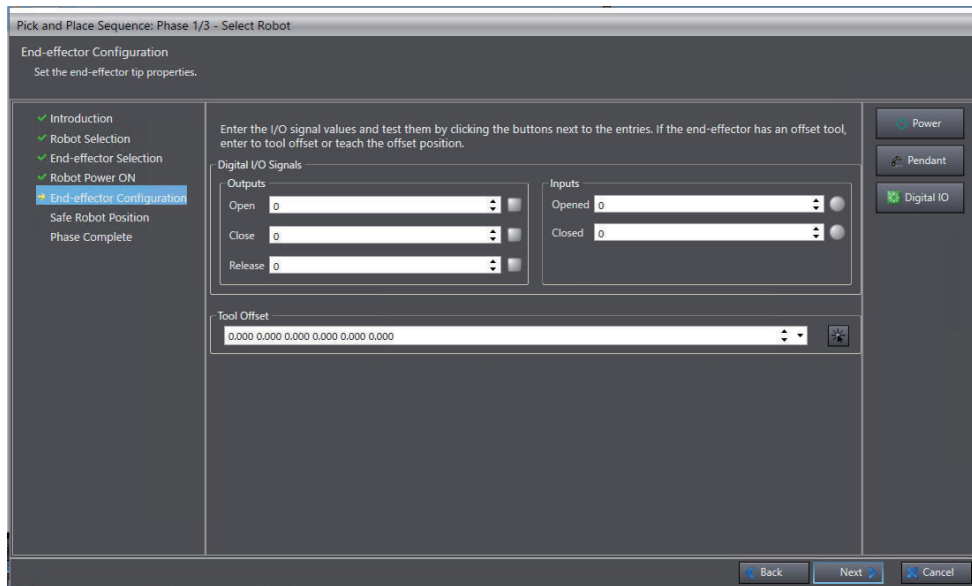 Pick and Place Sequence: Phase 1/3 - Select Robot
End-effector Configuration
Set the end-effector tip properties.
Introduction
Robot Selection
End-effector Selection
Robot Power ON
End-effector Configuration
Safe Robot Position
Phase Complete
Enter the I/O signal values and test them by clicking the buttons next to the entries. If the end-effector has an offset tool,
enter to tool offset or teach the offset position.
Digital I/O Signals
Outputs
Open 0
Close 0
Release 0
Inputs
Opened 0
Closed 0
Tool Offset
0.000 0.000 0.000 0.000 0.000 0.000
Power
Pendant
Digital IO
Back
Next
Cancel